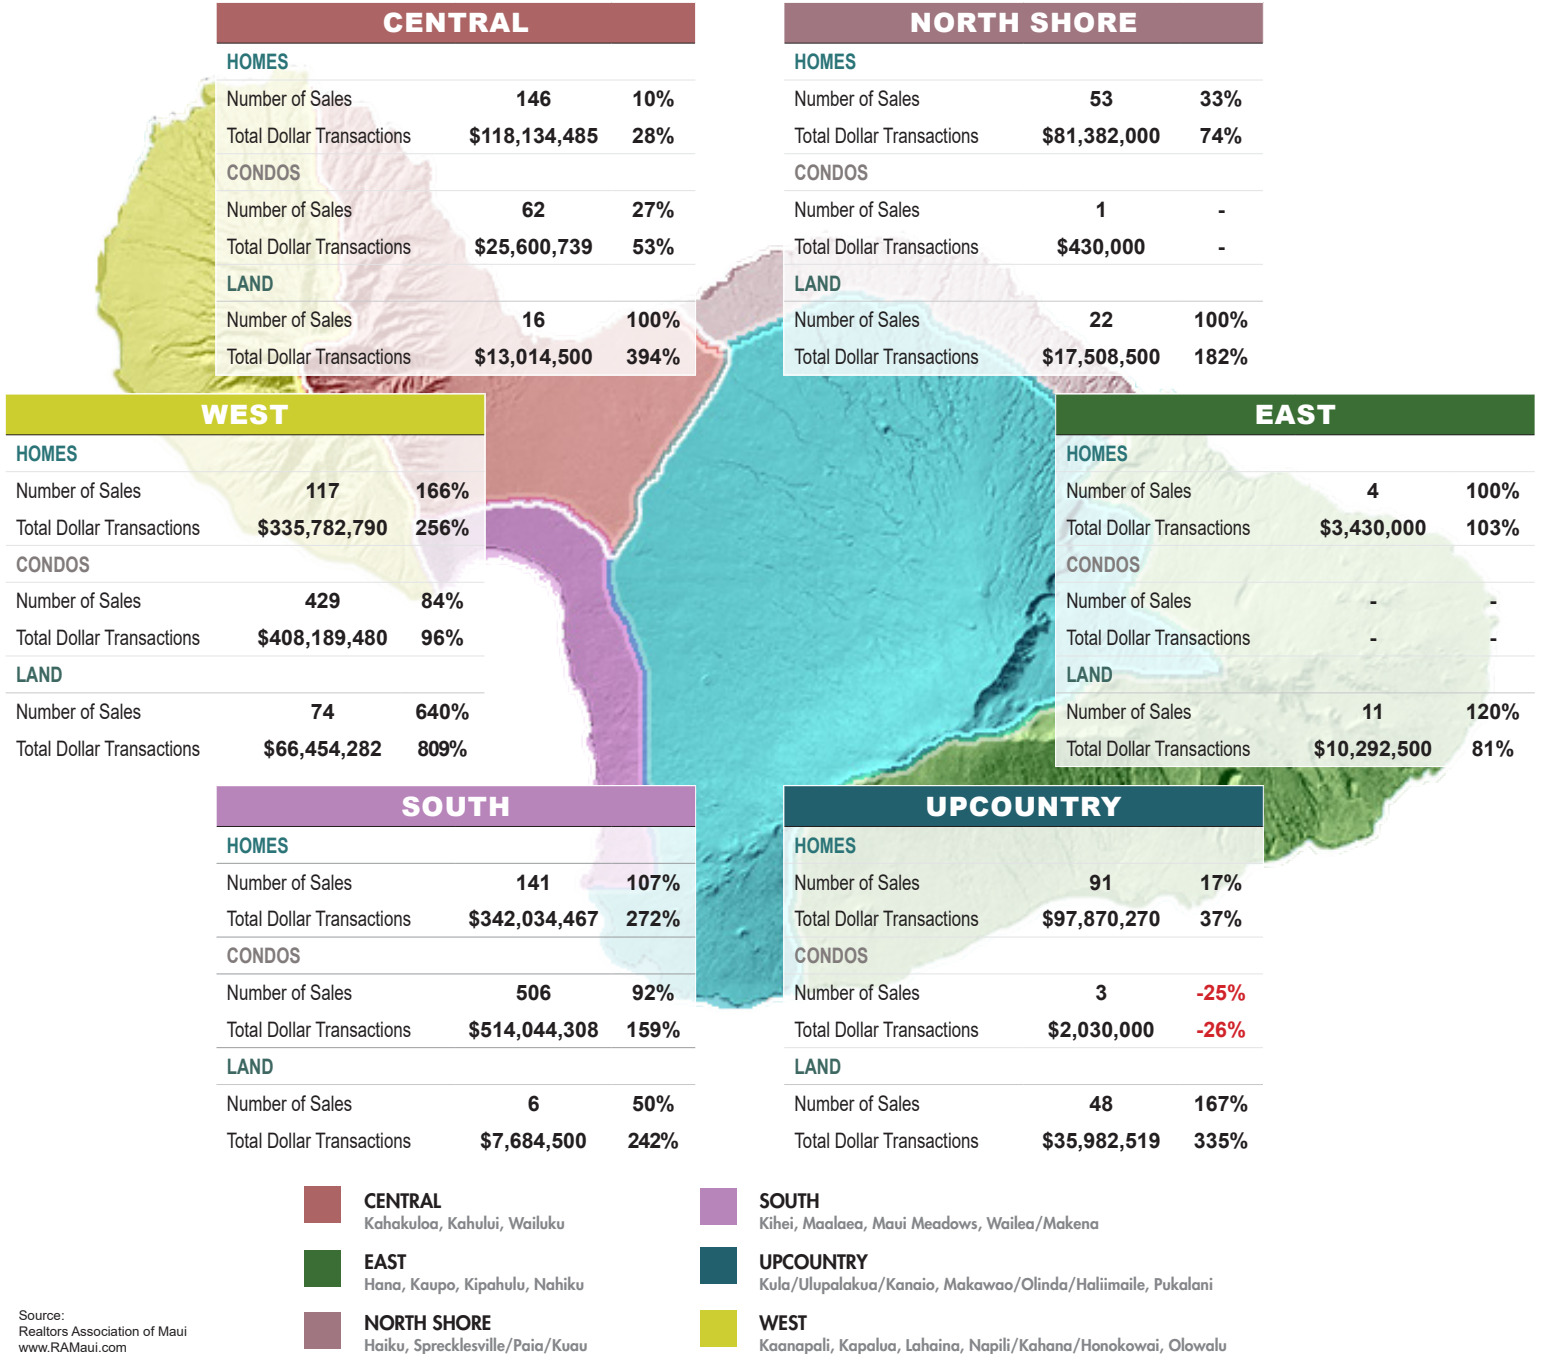 CENTRAL
HOMES
Number of Sales 146 10%
Total Dollar Transactions $118,134,485 28%
CONDOS
Number of Sales 62 27%
Total Dollar Transactions $25,600,739 53%
LAND
Number of Sales 16 100%
Total Dollar Transactions $13,014,500 394%
NORTH SHORE
HOMES
Number of Sales 53 33%
Total Dollar Transactions $81,382,000 74%
CONDOS
Number of Sales 1 -
Total Dollar Transactions $430,000 -
LAND
Number of Sales 22 100%
Total Dollar Transactions $17,508,500 182%
WEST
HOMES
Number of Sales 117 166%
Total Dollar Transactions $335,782,790 256%
CONDOS
Number of Sales 429 84%
Total Dollar Transactions $408,189,480 96%
LAND
Number of Sales 74 640%
Total Dollar Transactions $66,454,282 809%
EAST
HOMES
Number of Sales 4 100%
Total Dollar Transactions $3,430,000 103%
CONDOS
Number of Sales - -
Total Dollar Transactions - -
LAND
Number of Sales 11 120%
Total Dollar Transactions $10,292,500 81%
SOUTH
HOMES
Number of Sales 141 107%
Total Dollar Transactions $342,034,467 272%
CONDOS
Number of Sales 506 92%
Total Dollar Transactions $514,044,308 159%
LAND
Number of Sales 6 50%
Total Dollar Transactions $7,684,500 242%
UPCOUNTRY
HOMES
Number of Sales 91 17%
Total Dollar Transactions $97,870,270 37%
CONDOS
Number of Sales 3 -25%
Total Dollar Transactions $2,030,000 -26%
LAND
Number of Sales 48 167%
Total Dollar Transactions $35,982,519 335%
CENTRAL
Kahakuloa, Kahului, Wailuku
EAST
Hana, Kaupo, Kipahulu, Nahiku
NORTH SHORE
Haiku, Sprecklesville/Paia/Kuau
SOUTH
Kihei, Maalaea, Maui Meadows, Wailea/Makena
UPCOUNTRY
Kula/Ulupalakua/Kanaio, Makawao/Olinda/Haliimaile, Pukalani
WEST
Kaanapali, Kapalua, Lahaina, Napili/Kahana/Honokowai, Olowalu
Source:
Realtors Association of Maui
www.RAMaui.com